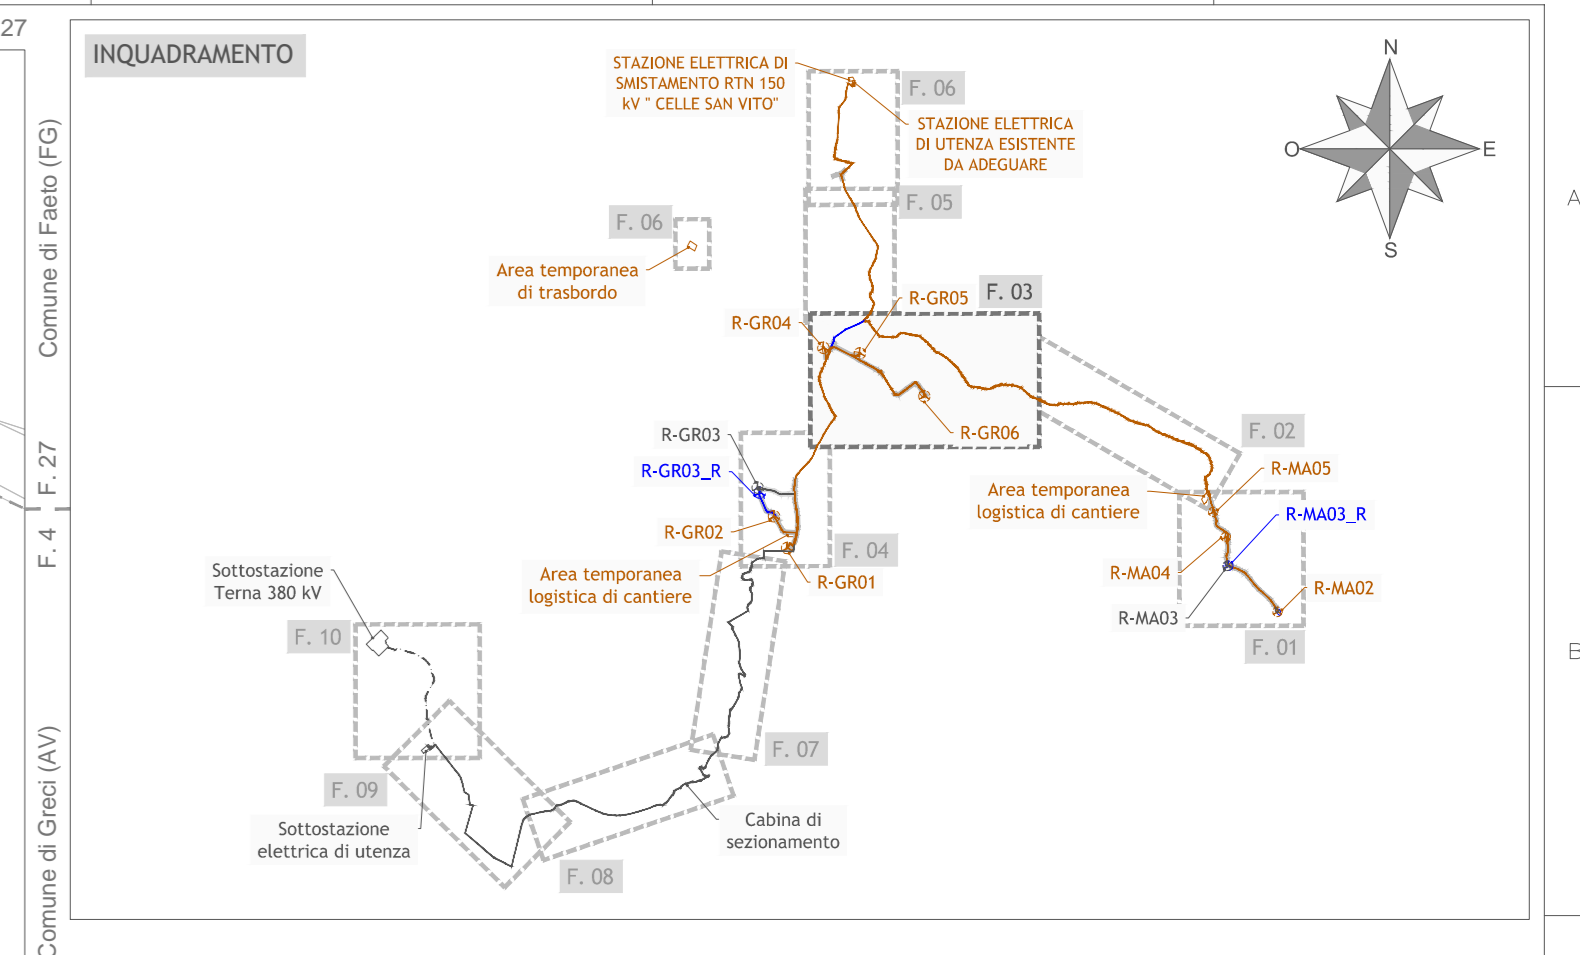 27
INQUADRAMENTO
STAZIONE ELETTRICA DI
SMISTAMENTO RTN 150
kV " CELLE SAN VITO"
F. 06
STAZIONE ELETTRICA
DI UTENZA ESISTENTE
DA ADEGUARE
N
O
E
S
A
F. 05
F. 06
Area temporanea
di trasbordo
Comune di Faeto (FG)
R-GR05
F. 03
R-GR04
R-GR06
R-GR03
R-GR03_R
F. 02
R-MA05
Area temporanea
logistica di cantiere
R-MA03_R
F. 27
F. 4
R-GR02
F. 04
Area temporanea
logistica di cantiere
R-GR01
R-MA04
R-MA02
R-MA03
F. 01
Sottostazione
Terna 380 kV
F. 10
B
F. 07
F. 09
Sottostazione
elettrica di utenza
Cabina di
sezionamento
F. 08
Comune di Greci (AV)